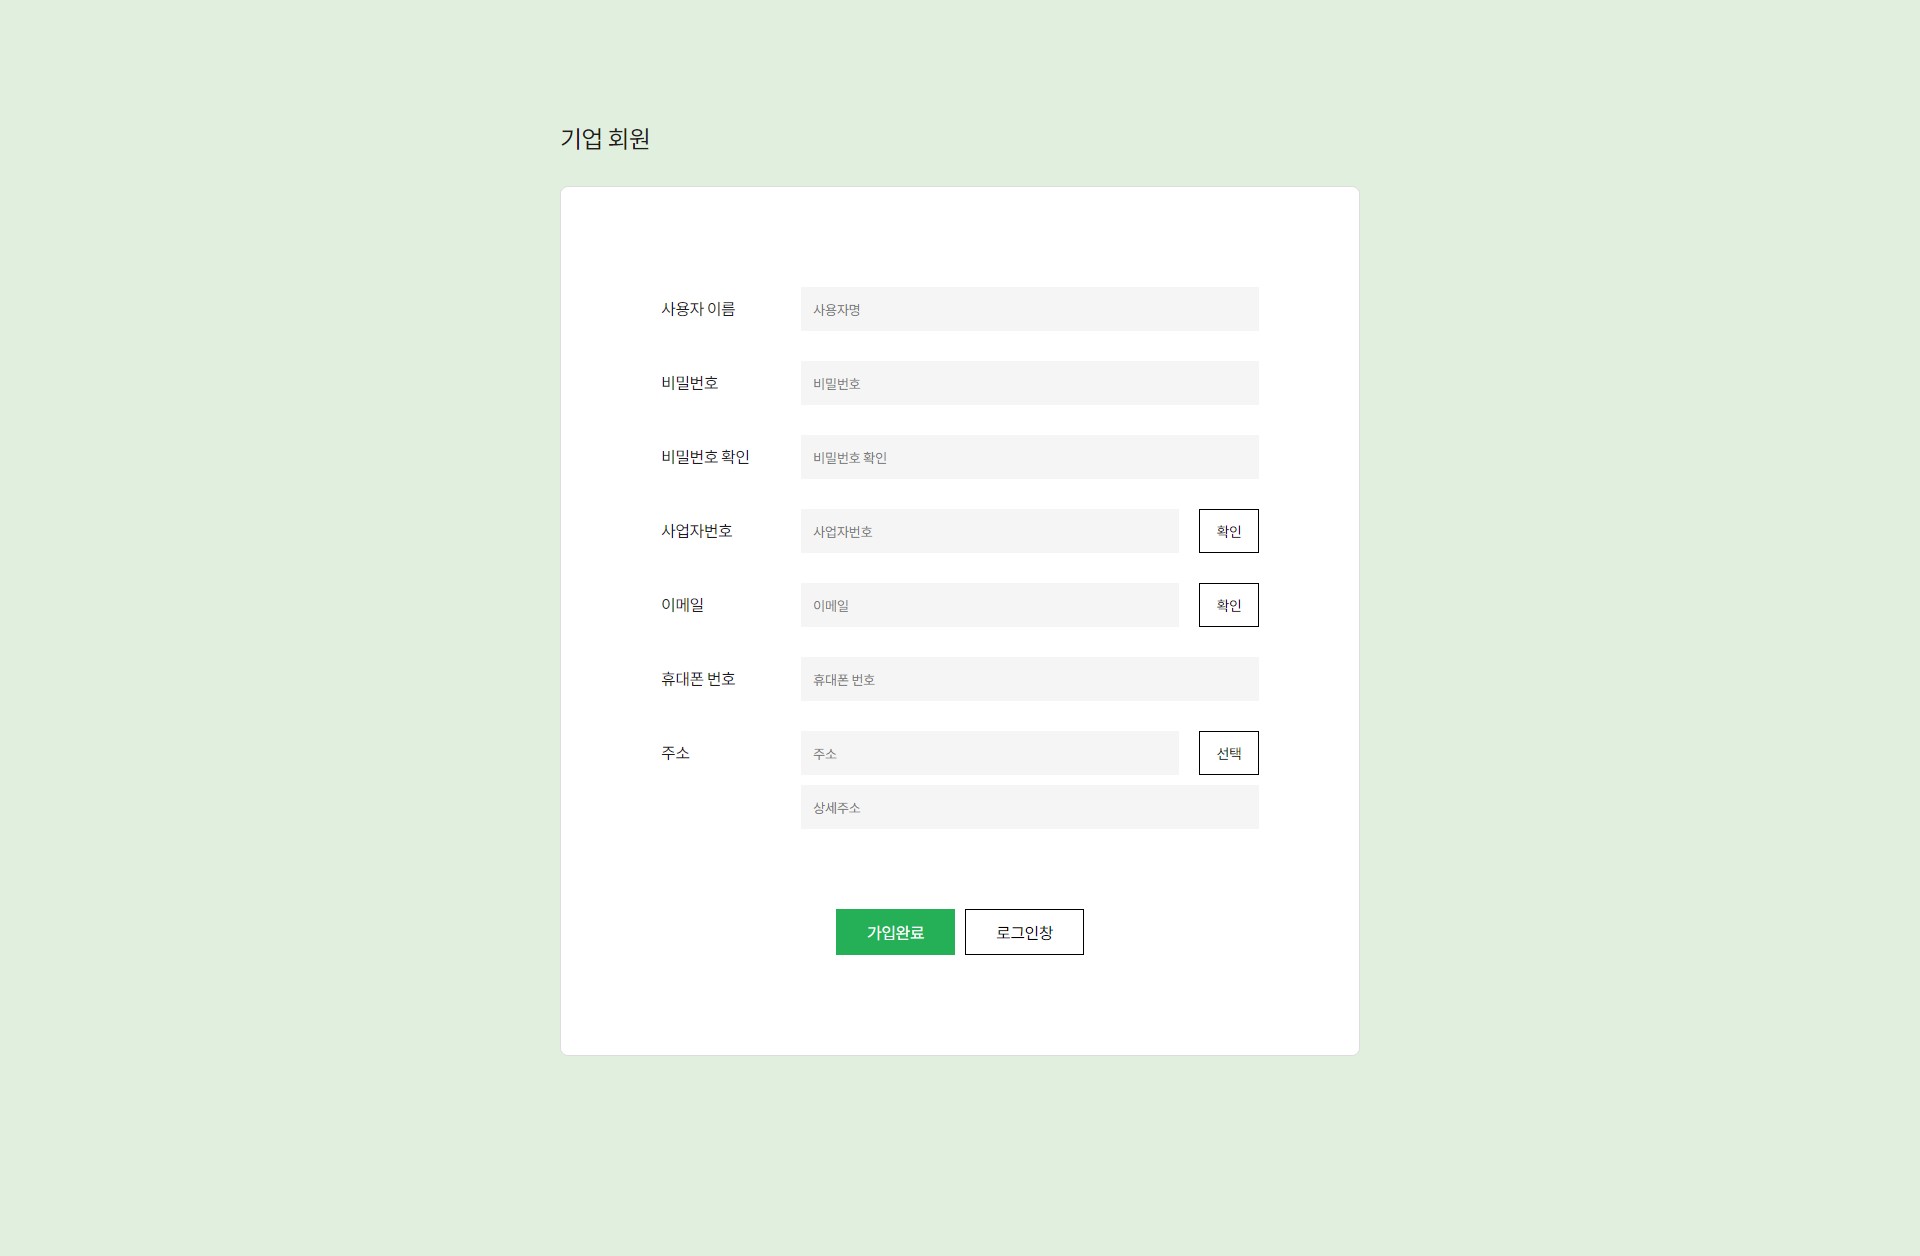 기업 회원
사용자 이름 사용자명
비밀번호 비밀번호
비밀번호 확인 비밀번호 확인
사업자번호 사업자번호 확인
이메일 이메일 확인
휴대폰 번호 휴대폰 번호
주소 주소 선택
상세주소
가입완료 로그인창